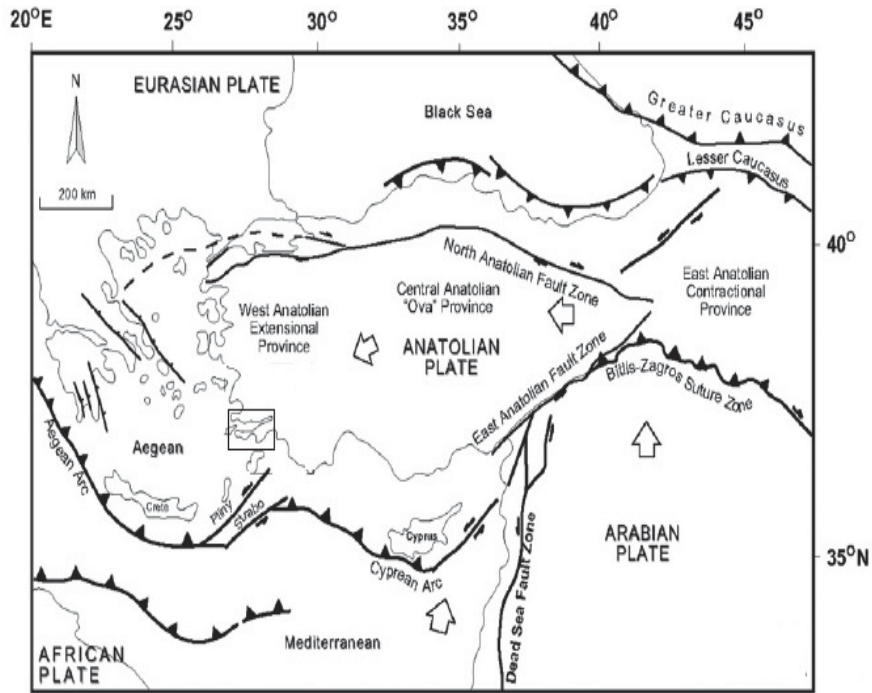 20°E 25° 30° 35° 40° 45°
N
EURASIAN PLATE
Black Sea
Greater Caucasus
Lesser Caucasus
200 km
40°
North Anatolian Fault Zone
East Anatolian
Contractional
Province
West Anatolian
Extensional
Province
Central Anatolian
"Ova" Province
ANATOLIAN
PLATE
East Anatolian Fault Zone
Bitlis-Zagros Suture Zone
Aegean Arc
Aegean
Crete
Pliny
Strabo
Cyprus
Cyprean Arc
Dead Sea Fault Zone
ARABIAN
PLATE
35°N
Mediterranean
AFRICAN
PLATE